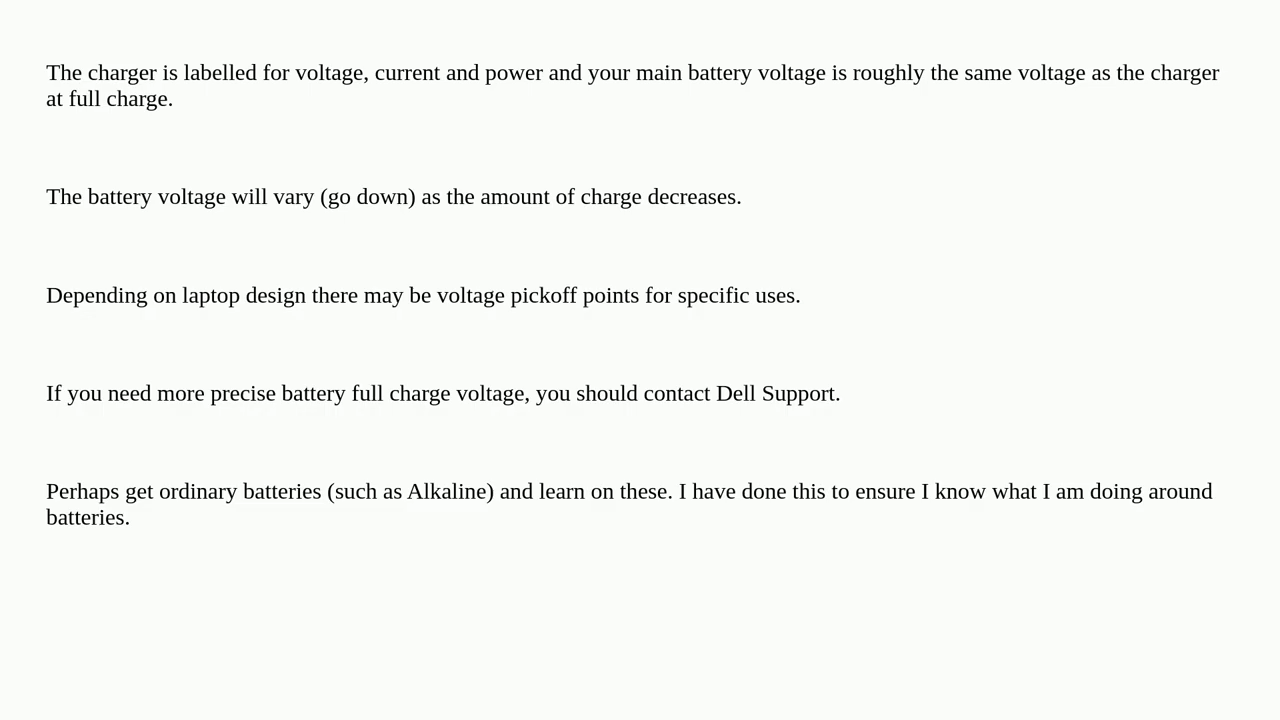 The charger is labelled for voltage, current and power and your main battery voltage is roughly the same voltage as the charger
at full charge.
The battery voltage will vary (go down) as the amount of charge decreases.
Depending on laptop design there may be voltage pickoff points for specific uses.
If you need more precise battery full charge voltage, you should contact Dell Support.
Perhaps get ordinary batteries (such as Alkaline) and learn on these. I have done this to ensure I know what I am doing around
batteries.